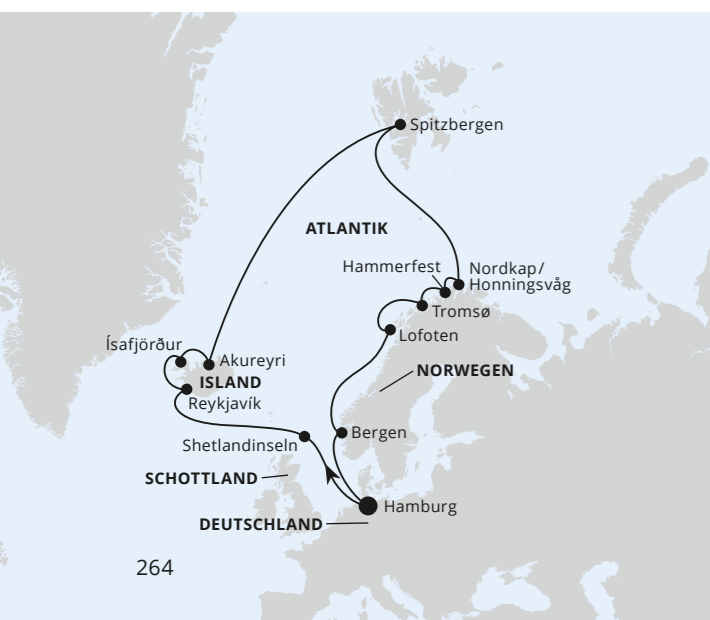 Spitzbergen
ATLANTIK
Hammerfest
Nordkap/
Honningsvåg
Tromsø
Lofoten
Ísafjörður
Akureyri
ISLAND
Reykjavík
NORWEGEN
Bergen
Shetlandinseln
SCHOTTLAND
Hamburg
DEUTSCHLAND
264